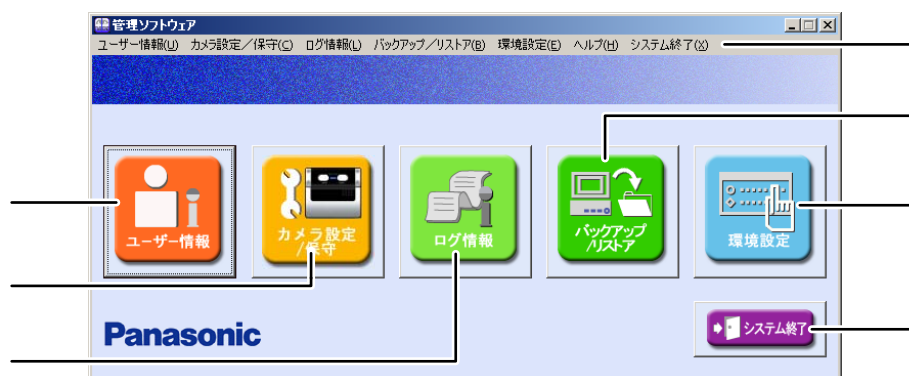 管理ソフトウェア
ユーザー情報(U) カメラ設定／保守(C) ログ情報(L) バックアップ／リストア(B) 環境設定(E) ヘルプ(H) システム終了(X)
ユーザー情報
カメラ設定
/保守
ログ情報
バックアップ
/リストア
環境設定
Panasonic
システム終了